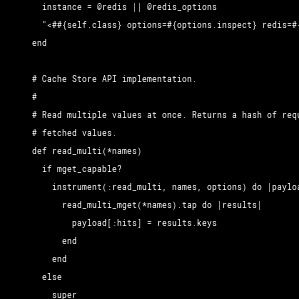 instance = @redis || @redis_options
"<##{self.class} options=#{options.inspect} redis=#
end
# Cache Store API implementation.
#
# Read multiple values at once. Returns a hash of
# fetched values.
def read_multi(*names)
if mget_capable?
instrument(:read_multi, names, options) do
read_multi_mget(*names).tap do |results|
payload[:hits] = results.keys
end
end
else
super